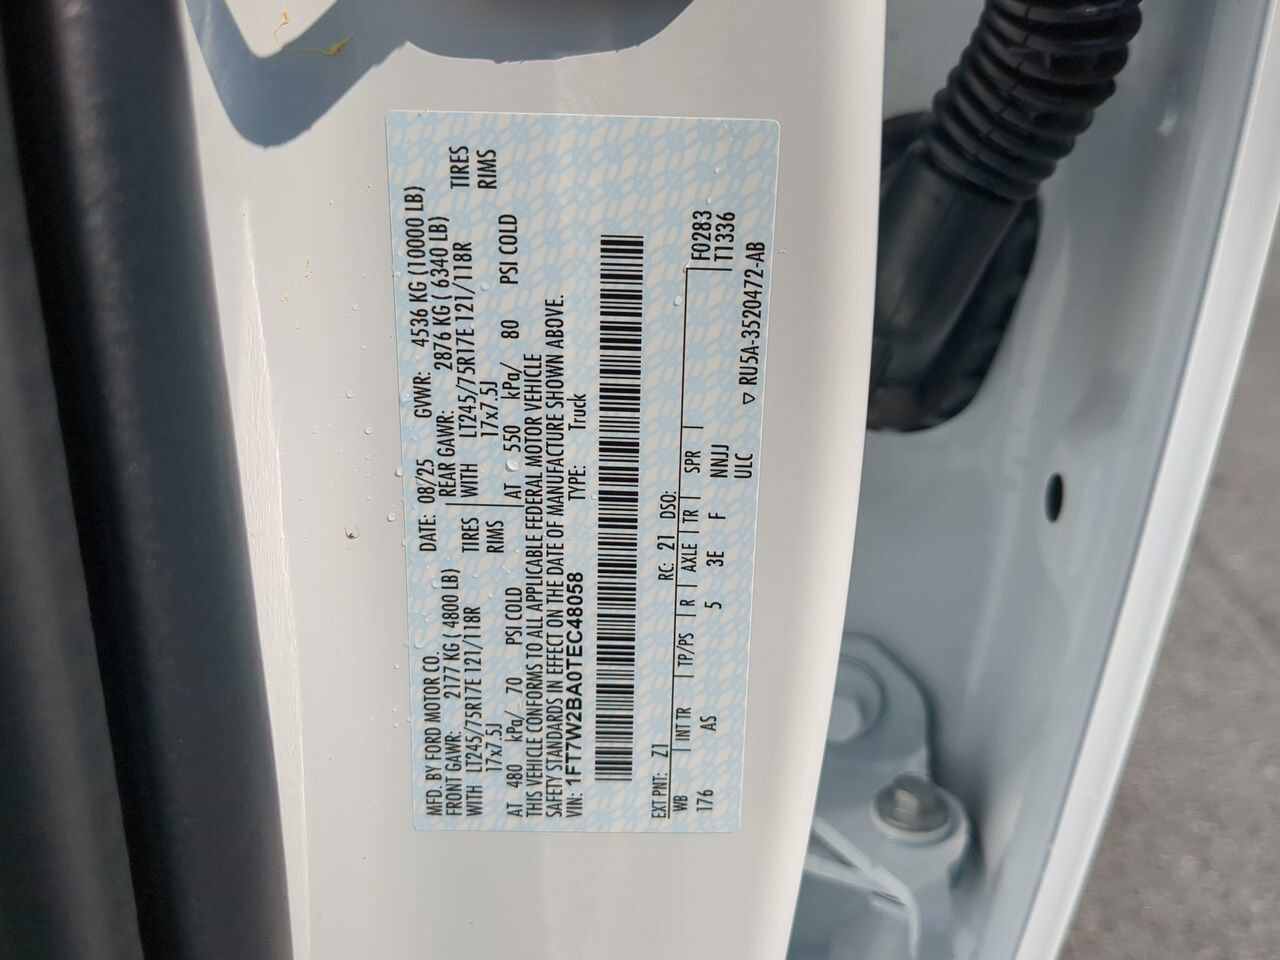 MFD. BY FORD MOTOR CO. DATE: 08/25 GVWR: 4536 KG (10000 LB)
FRONT GAWR: 2177 KG ( 4800 LB) REAR GAWR: 2876 KG ( 6340 LB)
WITH LT245/75R17E 121/118R TIRES WITH LT245/75R17E 121/118R TIRES
17x7.5J RIMS 17x7.5J RIMS
AT 480 kPa/ 70 PSI COLD AT 550 kPa/ 80 PSI COLD
THIS VEHICLE CONFORMS TO ALL APPLICABLE FEDERAL MOTOR VEHICLE
SAFETY STANDARDS IN EFFECT ON THE DATE OF MANUFACTURE SHOWN ABOVE.
VIN: 1FT7W2BA0TEC48058 TYPE: Truck
EXT PNT: Z1 RC: 21 DSO: F0283
WB INT TR TP/PS R AXLE TR SPR T1336
176 AS 5 3E F NNJJ
ULC ▽ RU5A-3520472-AB